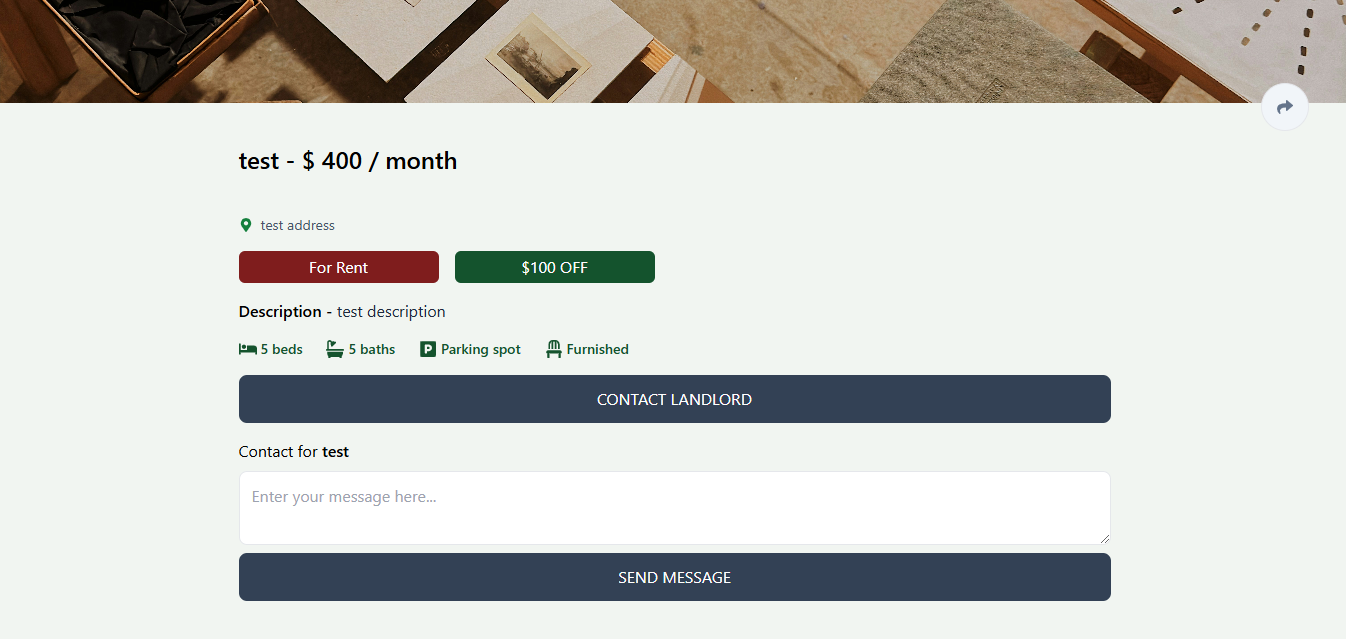 test - $ 400 / month
test address
For Rent
$100 OFF
Description - test description
5 beds
5 baths
P
Parking spot
Furnished
CONTACT LANDLORD
Contact for test
Enter your message here...
SEND MESSAGE